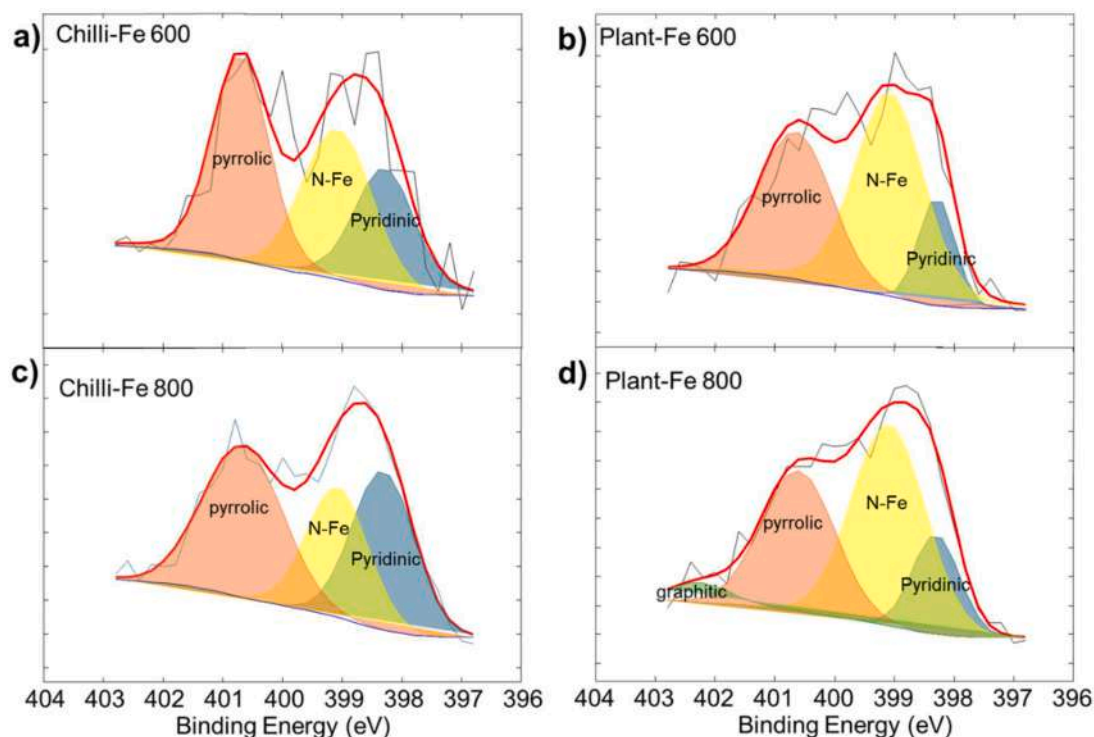 a) Chilli-Fe 600
pyrrolic
N-Fe
Pyridinic
b) Plant-Fe 600
pyrrolic
N-Fe
Pyridinic
c) Chilli-Fe 800
pyrrolic
N-Fe
Pyridinic
404 403 402 401 400 399 398 397 396
Binding Energy (eV)
d) Plant-Fe 800
graphitic
pyrrolic
N-Fe
Pyridinic
404 403 402 401 400 399 398 397 396
Binding Energy (eV)